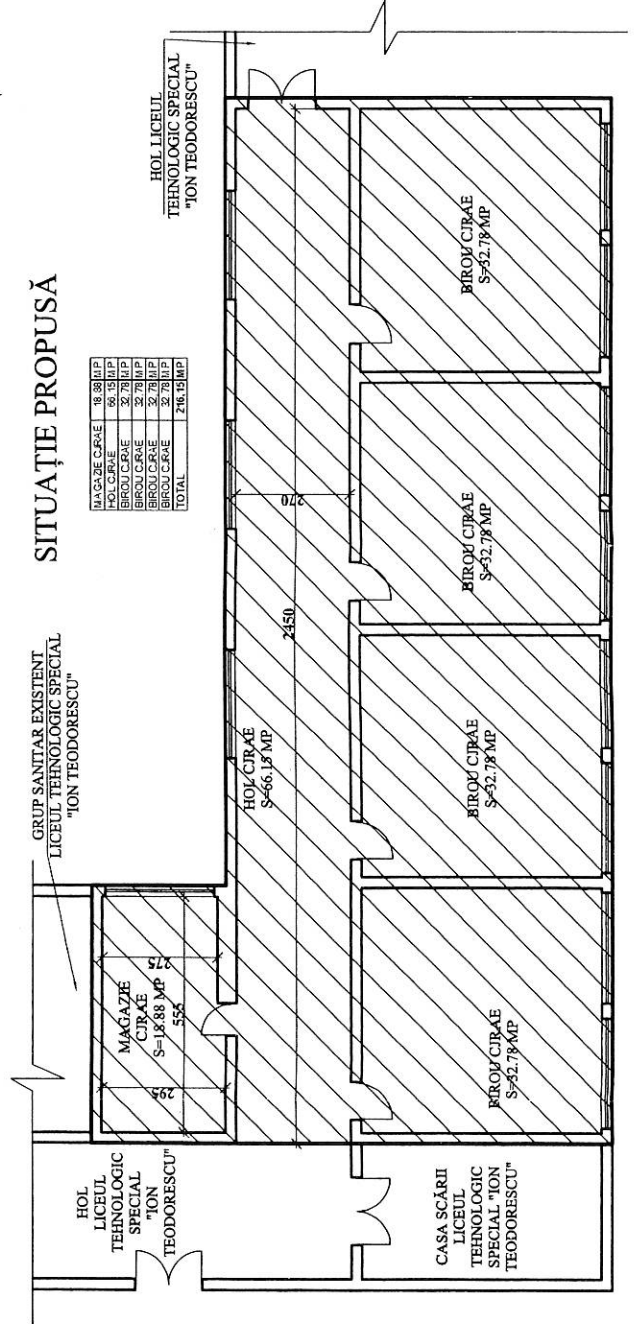 SITUAȚIE PROPUSĂ
MAGAZIE CJRAE 18.88 MP
HOL CJRAE 66.15 MP
BIROU CJRAE 32.78 MP
BIROU CJRAE 32.78 MP
BIROU CJRAE 32.78 MP
BIROU CJRAE 32.78 MP
TOTAL 216,15 MP
GRUP SANITAR EXISTENT
LICEUL TEHNOLOGIC SPECIAL
"ION TEODORESCU"
HOL LICEUL
TEHNOLOGIC SPECIAL
"ION TEODORESCU"
HOL
LICEUL
TEHNOLOGIC
SPECIAL
"ION
TEODORESCU"
MAGAZIE
CJRAE
S=18.88 MP
555
275
295
HOL CJRAE
S=66.15 MP
2450
270
CASA SCĂRII
LICEUL
TEHNOLOGIC
SPECIAL "ION
TEODORESCU"
BIROU CJRAE
S=32.78 MP
BIROU CJRAE
S=32.78 MP
BIROU CJRAE
S=32.78 MP
BIROU CJRAE
S=32.78 MP